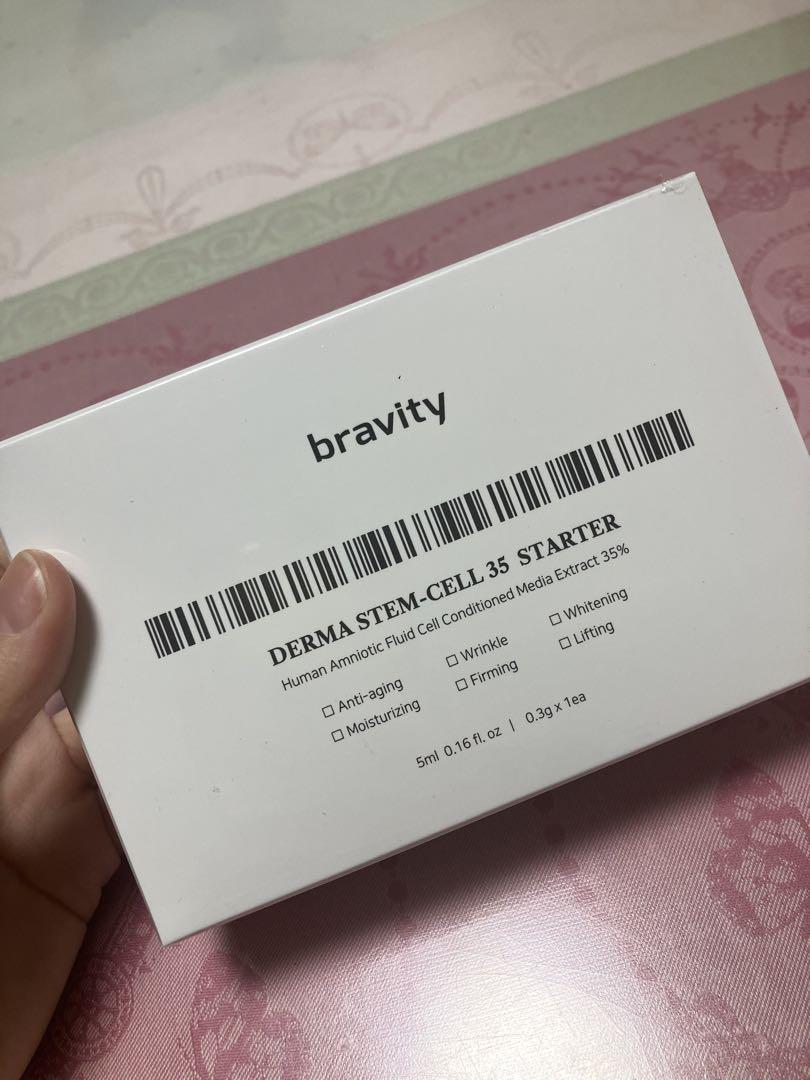 bravity
DERMA STEM-CELL 35 STARTER
Human Amniotic Fluid Cell Conditioned Media Extract 35%
☐ Anti-aging ☐ Wrinkle ☐ Whitening
☐ Moisturizing ☐ Firming ☐ Lifting
5ml 0.16 fl. oz | 0.3g x 1ea